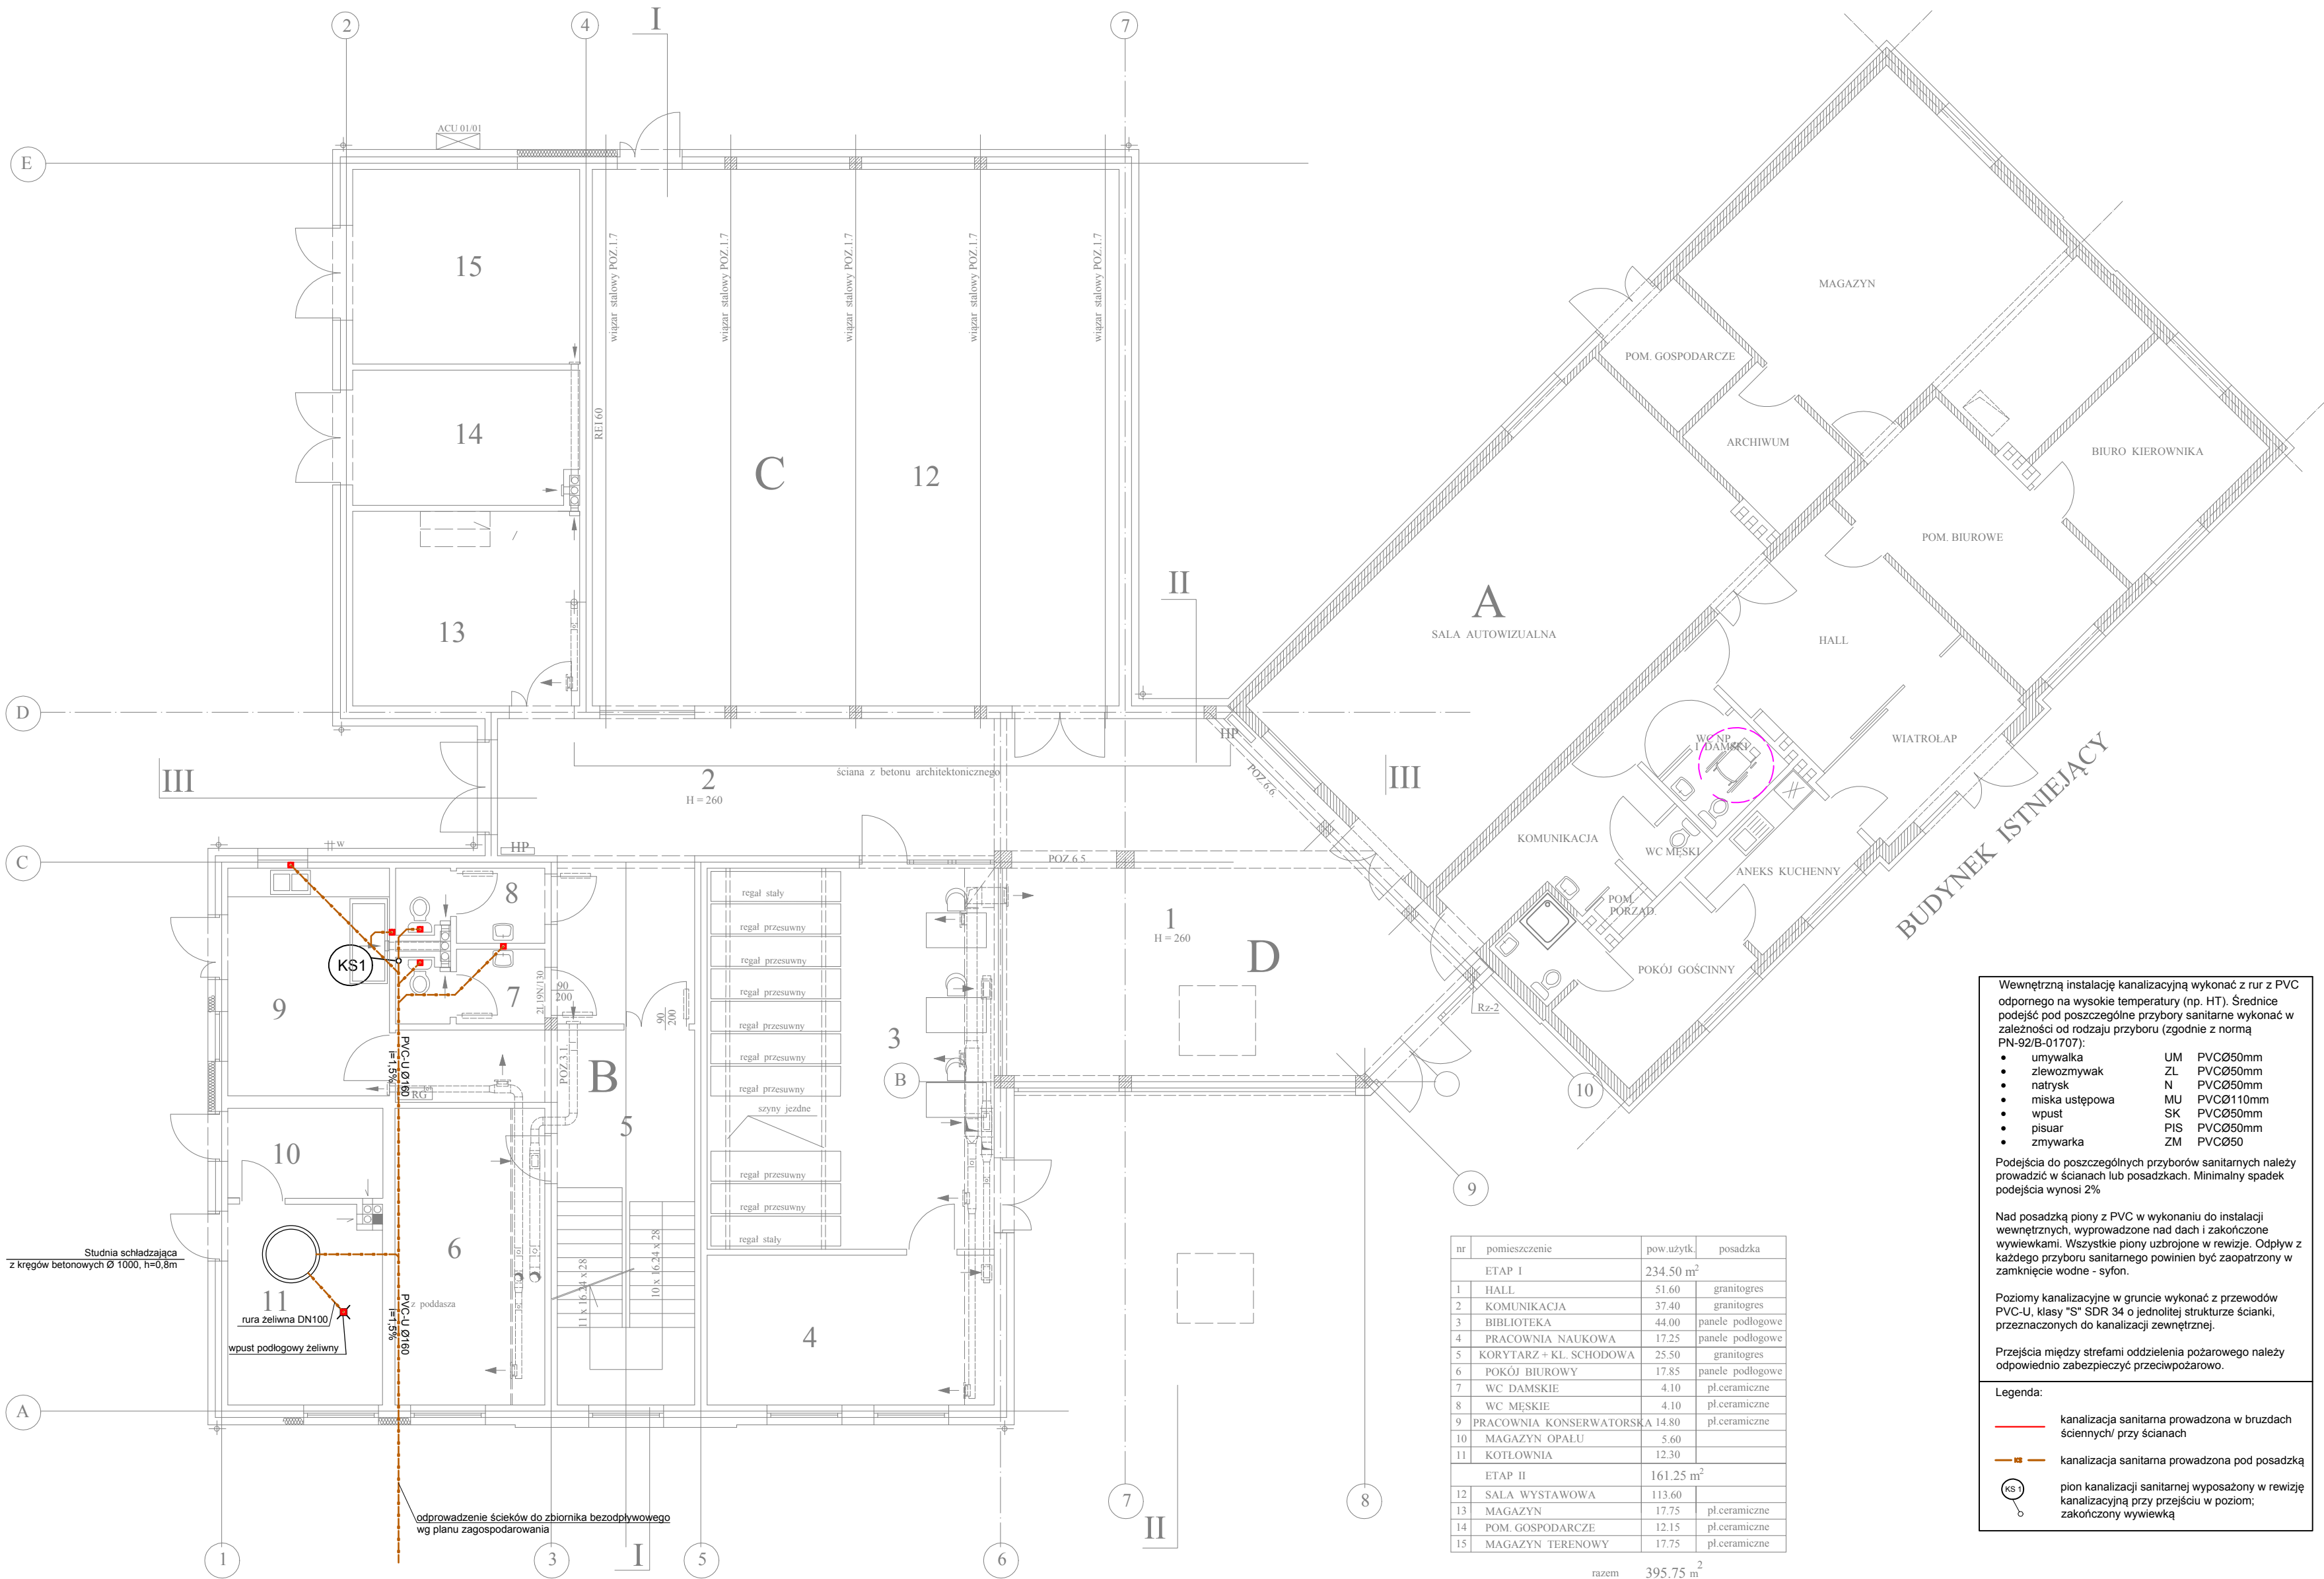 2
4
I
7
ACU 01/01
E
15
wiązar stalowy POZ.1.7
wiązar stalowy POZ.1.7
wiązar stalowy POZ.1.7
wiązar stalowy POZ.1.7
wiązar stalowy POZ.1.7
14
REI 60
C
12
13
II
D
HP
POZ.6.6.
III
2
H = 260
ściana z betonu architektonicznego
III
MAGAZYN
POM. GOSPODARCZE
ARCHIWUM
BIURO KIEROWNIKA
POM. BIUROWE
A
SALA AUTOWIZUALNA
HALL
WC NP.
I DAMSKI
WIATROŁAP
KOMUNIKACJA
WC MĘSKI
ANEKS KUCHENNY
POM.
PORZĄD.
POKÓJ GOŚCINNY
BUDYNEK ISTNIEJĄCY
C
W
HP
POZ.6.5
8
KS1
9
7
2L 19N/130
90
200
90
200
PVC-U Ø160
i=1,5%
RG
POZ.3.1
B
5
regał stały
regał przesuwny
regał przesuwny
regał przesuwny
regał przesuwny
regał przesuwny
regał przesuwny
szyny jezdne
regał przesuwny
regał przesuwny
regał stały
3
B
1
H = 260
D
Rz-2
10
9
10
Studnia schładzająca
z kręgów betonowych Ø 1000, h=0,8m
11
rura żeliwna DN100
wpust podłogowy żeliwny
6
z poddasza
PVC-U Ø160
i=1,5%
11 x 16.24 x 28
10 x 16.24 x 28
4
A
odprowadzenie ścieków do zbiornika bezodpływowego
wg planu zagospodarowania
1
3
I
5
6
7
II
8
nr pomieszczenie pow.użytk. posadzka
ETAP I 234.50 m2
1 HALL 51.60 granitogres
2 KOMUNIKACJA 37.40 granitogres
3 BIBLIOTEKA 44.00 panele podłogowe
4 PRACOWNIA NAUKOWA 17.25 panele podłogowe
5 KORYTARZ + KL. SCHODOWA 25.50 granitogres
6 POKÓJ BIUROWY 17.85 panele podłogowe
7 WC DAMSKIE 4.10 pł.ceramiczne
8 WC MĘSKIE 4.10 pł.ceramiczne
9 PRACOWNIA KONSERWATORSKA 14.80 pł.ceramiczne
10 MAGAZYN OPAŁU 5.60
11 KOTŁOWNIA 12.30
ETAP II 161.25 m2
12 SALA WYSTAWOWA 113.60
13 MAGAZYN 17.75 pł.ceramiczne
14 POM. GOSPODARCZE 12.15 pł.ceramiczne
15 MAGAZYN TERENOWY 17.75 pł.ceramiczne
razem 395.75 m2
Wewnętrzną instalację kanalizacyjną wykonać z rur z PVC
odpornego na wysokie temperatury (np. HT). Średnice
podejść pod poszczególne przybory sanitarne wykonać w
zależności od rodzaju przyboru (zgodnie z normą
PN-92/B-01707):
• umywalka UM PVCØ50mm
• zlewozmywak ZL PVCØ50mm
• natrysk N PVCØ50mm
• miska ustępowa MU PVCØ110mm
• wpust SK PVCØ50mm
• pisuar PIS PVCØ50mm
• zmywarka ZM PVCØ50
Podejścia do poszczególnych przyborów sanitarnych należy
prowadzić w ścianach lub posadzkach. Minimalny spadek
podejścia wynosi 2%
Nad posadzką piony z PVC w wykonaniu do instalacji
wewnętrznych, wyprowadzone nad dach i zakończone
wywiewkami. Wszystkie piony uzbrojone w rewizje. Odpływ z
każdego przyboru sanitarnego powinien być zaopatrzony w
zamknięcie wodne - syfon.
Poziomy kanalizacyjne w gruncie wykonać z przewodów
PVC-U, klasy "S" SDR 34 o jednolitej strukturze ścianki,
przeznaczonych do kanalizacji zewnętrznej.
Przejścia między strefami oddzielenia pożarowego należy
odpowiednio zabezpieczyć przeciwpożarowo.
Legenda:
kanalizacja sanitarna prowadzona w bruzdach
ściennych/ przy ścianach
KS kanalizacja sanitarna prowadzona pod posadzką
KS 1 pion kanalizacji sanitarnej wyposażony w rewizję
kanalizacyjną przy przejściu w poziom;
zakończony wywiewką